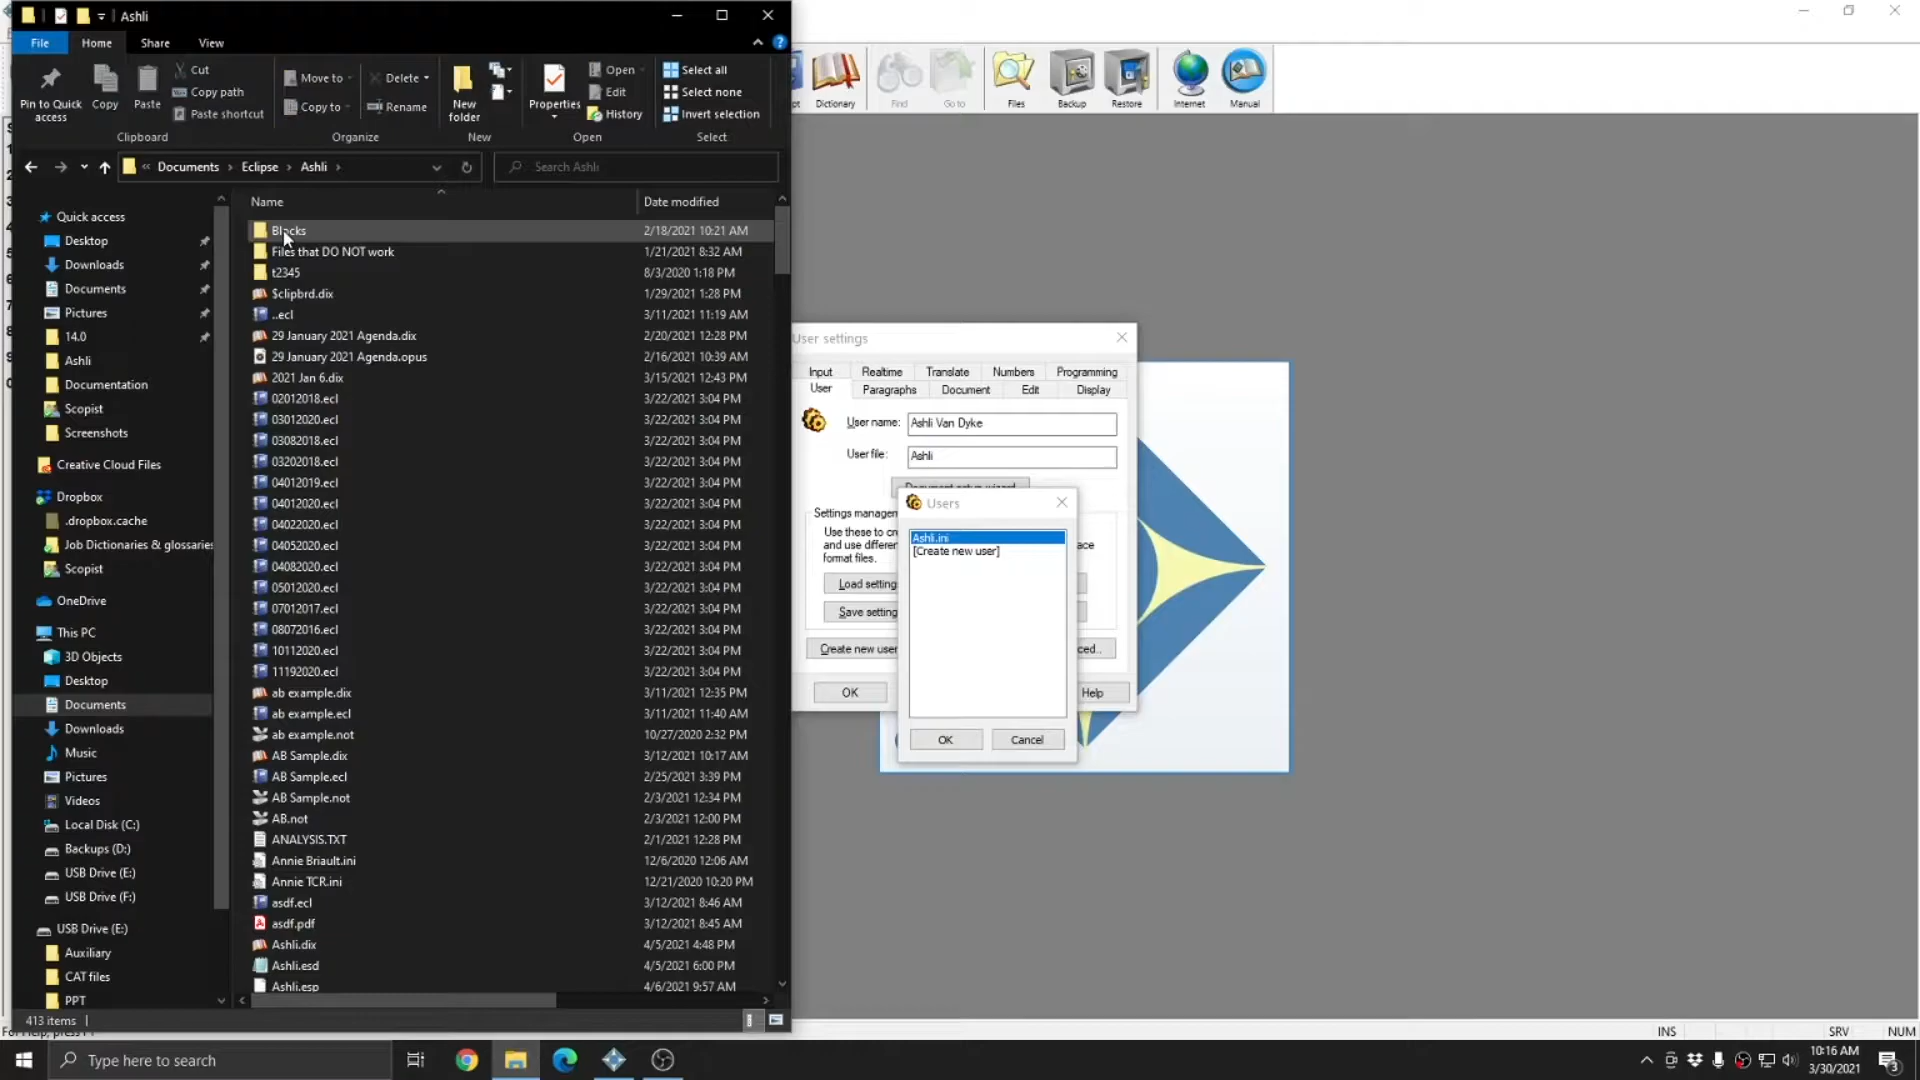 Ashli
File
Home
Share
View
Pin to Quick access
Copy
Paste
Cut
Copy path
Paste shortcut
Clipboard
Move to
Copy to
Delete
Rename
Organize
New folder
New
Properties
Open
Edit
History
Open
Select all
Select none
Invert selection
Select
Dictionary
Find
Go to
Files
Backup
Restore
Internet
Manual
« Documents › Eclipse › Ashli ›
Search Ashli
Quick access
Desktop
Downloads
Documents
Pictures
14.0
Ashli
Documentation
Scopist
Screenshots
Creative Cloud Files
Dropbox
.dropbox.cache
Job Dictionaries & glossaries
Scopist
OneDrive
This PC
3D Objects
Desktop
Documents
Downloads
Music
Pictures
Videos
Local Disk (C:)
Backups (D:)
USB Drive (E:)
USB Drive (F:)
USB Drive (E:)
Auxiliary
CAT files
PPT
Name Date modified
Blocks 2/18/2021 10:21 AM
Files that DO NOT work 1/21/2021 8:32 AM
t2345 8/3/2020 1:18 PM
$clipbrd.dix 1/29/2021 1:28 PM
..ecl 3/11/2021 11:19 AM
29 January 2021 Agenda.dix 2/20/2021 12:28 PM
29 January 2021 Agenda.opus 2/16/2021 10:39 AM
2021 Jan 6.dix 3/15/2021 12:43 PM
02012018.ecl 3/22/2021 3:04 PM
03012020.ecl 3/22/2021 3:04 PM
03082018.ecl 3/22/2021 3:04 PM
03202018.ecl 3/22/2021 3:04 PM
04012019.ecl 3/22/2021 3:04 PM
04012020.ecl 3/22/2021 3:04 PM
04022020.ecl 3/22/2021 3:04 PM
04052020.ecl 3/22/2021 3:04 PM
04082020.ecl 3/22/2021 3:04 PM
05012020.ecl 3/22/2021 3:04 PM
07012017.ecl 3/22/2021 3:04 PM
08072016.ecl 3/22/2021 3:04 PM
10112020.ecl 3/22/2021 3:04 PM
11192020.ecl 3/22/2021 3:04 PM
ab example.dix 3/11/2021 12:35 PM
ab example.ecl 3/11/2021 11:40 AM
ab example.not 10/27/2020 2:32 PM
AB Sample.dix 3/12/2021 10:17 AM
AB Sample.ecl 2/25/2021 3:39 PM
AB Sample.not 2/3/2021 12:34 PM
AB.not 2/3/2021 12:00 PM
ANALYSIS.TXT 2/1/2021 12:28 PM
Annie Briault.ini 12/6/2020 12:06 AM
Annie TCR.ini 12/21/2020 10:20 PM
asdf.ecl 3/12/2021 8:46 AM
asdf.pdf 3/12/2021 8:45 AM
Ashli.dix 4/5/2021 4:48 PM
Ashli.esd 4/5/2021 6:00 PM
Ashli.esp 4/6/2021 9:57 AM
413 items
User settings
Input Realtime Translate Numbers Programming
User Paragraphs Document Edit Display
User name: Ashli Van Dyke
User file: Ashli
Document setup wizard
Settings managem
Use these to cre
and use differen
format files.
ace
Load setting
Save setting
Create new user
ced..
OK
Help
Users
Ashli.ini
[Create new user]
OK
Cancel
INS
SRV
NUM
Type here to search
10:16 AM
3/30/2021
3